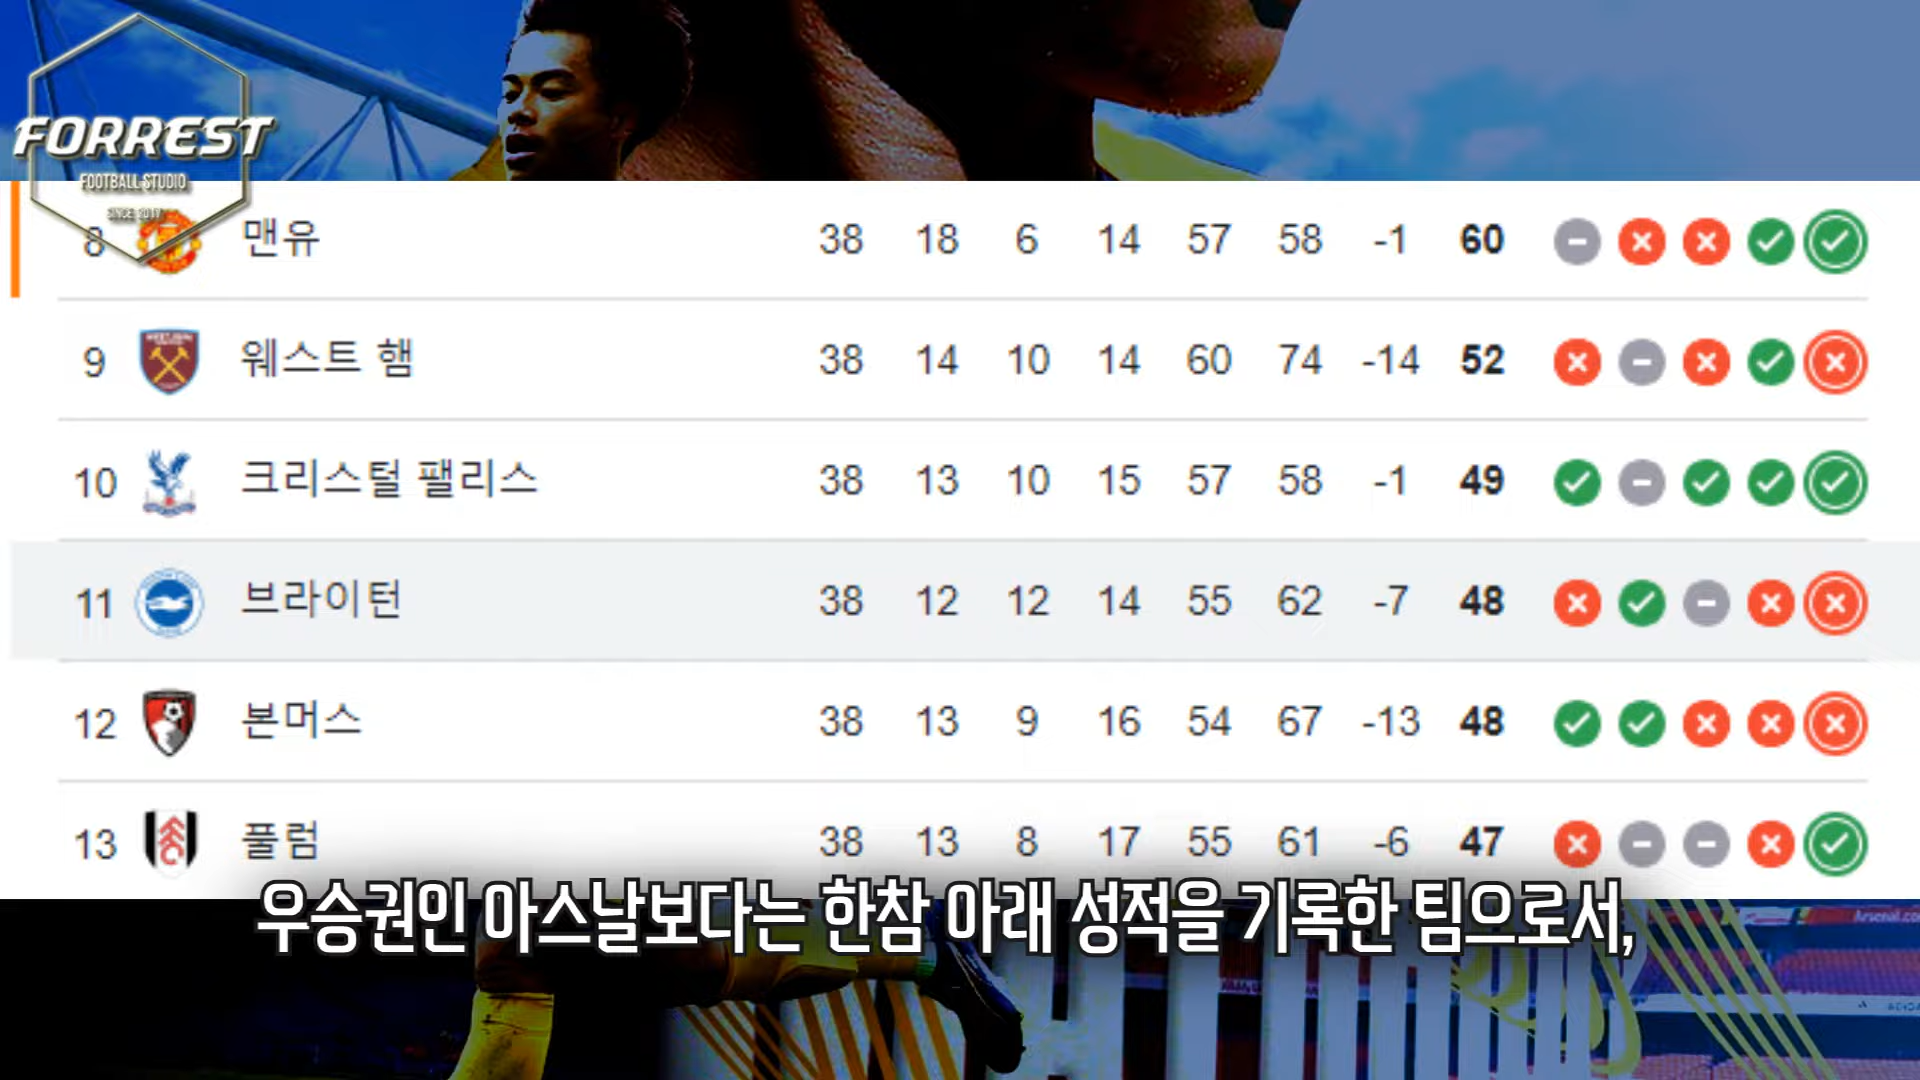 FORREST
FOOTBALL STUDIO
SINCE 2017
8 맨유 38 18 6 14 57 58 -1 60
9 웨스트 햄 38 14 10 14 60 74 -14 52
10 크리스털 팰리스 38 13 10 15 57 58 -1 49
11 브라이턴 38 12 12 14 55 62 -7 48
12 본머스 38 13 9 16 54 67 -13 48
13 풀럼 38 13 8 17 55 61 -6 47
우승권인 아스날보다는 한참 아래 성적을 기록한 팀으로서,
Arsenal.co